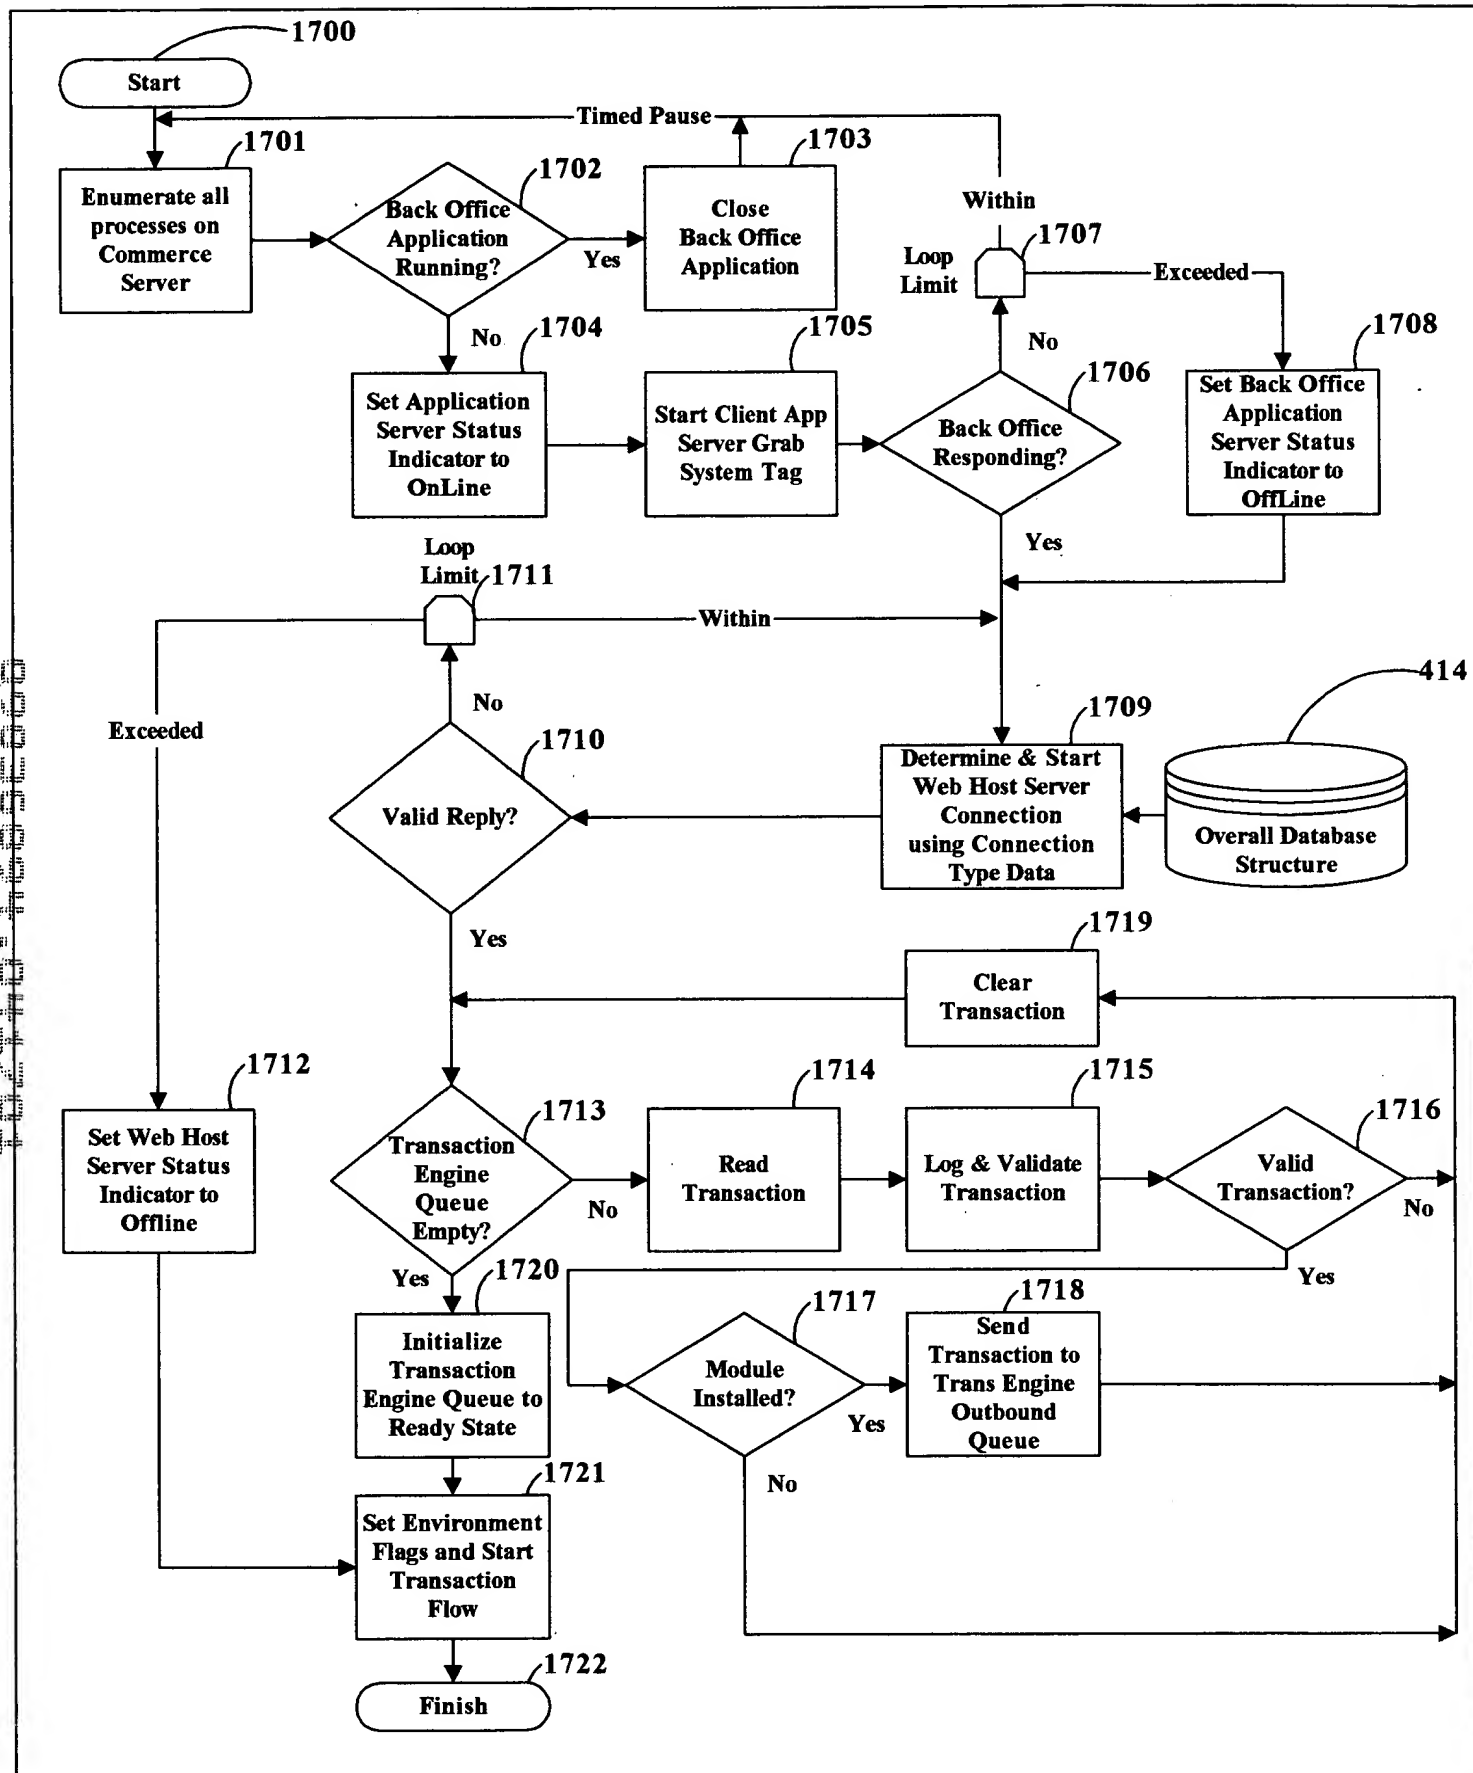 1700
Start
Timed Pause
1701
1702
1703
Enumerate all
processes on
Commerce
Server
Back Office
Application
Running?
Yes
Close
Back Office
Application
Within
Loop
Limit
1707
Exceeded
No
1704
1705
No
1706
1708
Set Application
Server Status
Indicator to
OnLine
Start Client App
Server Grab
System Tag
Back Office
Responding?
Set Back Office
Application
Server Status
Indicator to
OffLine
Yes
Loop
Limit
1711
Within
414
No
Exceeded
1710
1709
Valid Reply?
Determine & Start
Web Host Server
Connection
using Connection
Type Data
Overall Database
Structure
Yes
1719
Clear
Transaction
1712
1713
1714
1715
1716
Set Web Host
Server Status
Indicator to
Offline
Transaction
Engine
Queue
Empty?
No
Read
Transaction
Log & Validate
Transaction
Valid
Transaction?
No
Yes
1720
Yes
1717
1718
Initialize
Transaction
Engine Queue to
Ready State
Module
Installed?
Yes
Send
Transaction to
Trans Engine
Outbound
Queue
No
1721
Set Environment
Flags and Start
Transaction
Flow
1722
Finish